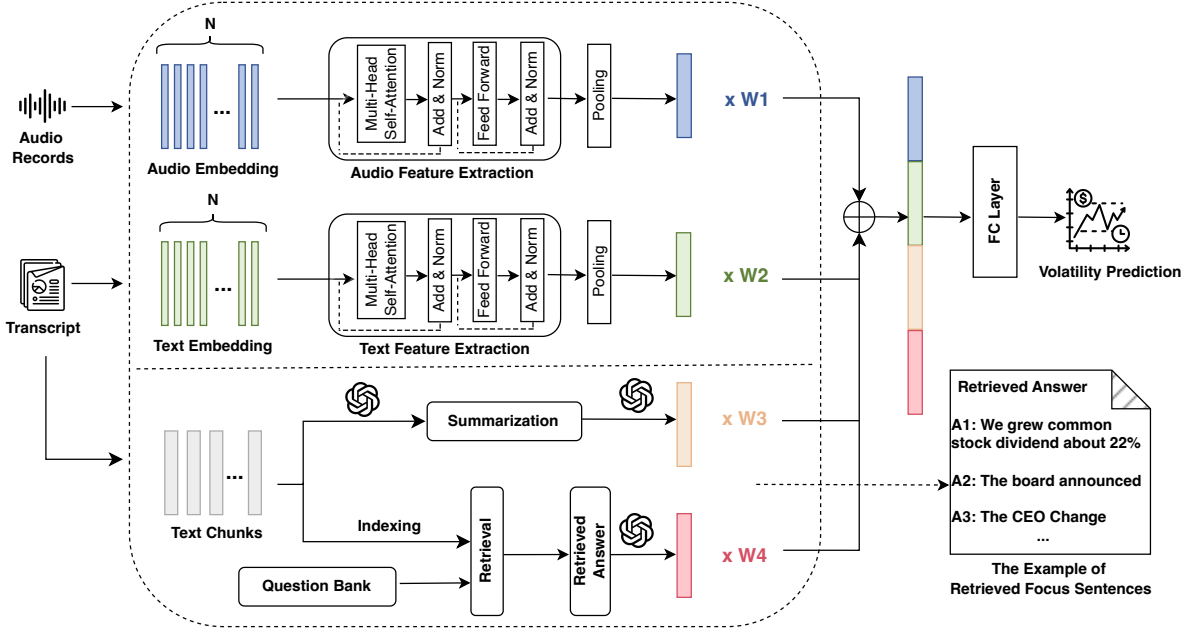 N
Audio
Records
Audio Embedding
Multi-Head
Self-Attention
Add & Norm
Feed Forward
Add & Norm
Audio Feature Extraction
Pooling
x W1
N
Transcript
Text Embedding
Multi-Head
Self-Attention
Add & Norm
Feed Forward
Add & Norm
Text Feature Extraction
Pooling
x W2
FC Layer
$
Volatility Prediction
Summarization
x W3
...
Text Chunks
Indexing
Question Bank
Retrieval
Retrieved
Answer
x W4
Retrieved Answer
A1: We grew common
stock dividend about 22%
A2: The board announced
A3: The CEO Change
...
The Example of
Retrieved Focus Sentences